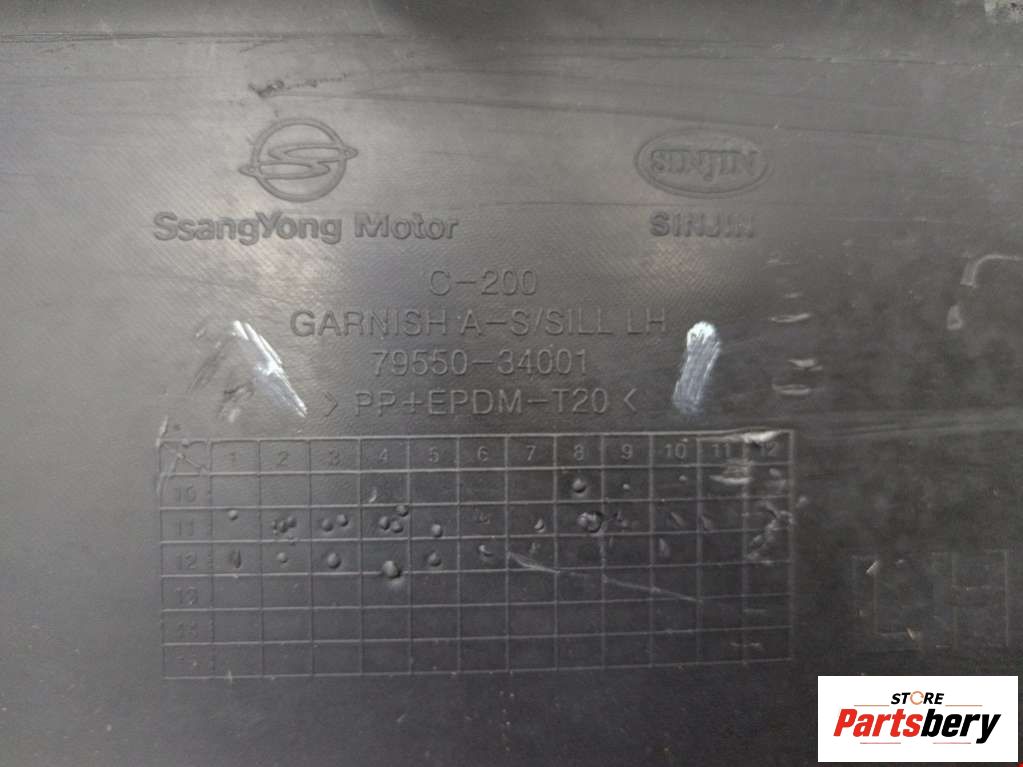 SINJIN
SsangYong Motor
SINJIN
C-200
GARNISH A-S/SILL LH
79550-34001
> PP+EPDM-T20 <
1 2 3 4 5 6 7 8 9 10 11 12
10
11
12
13
LH
STORE
Partsbery